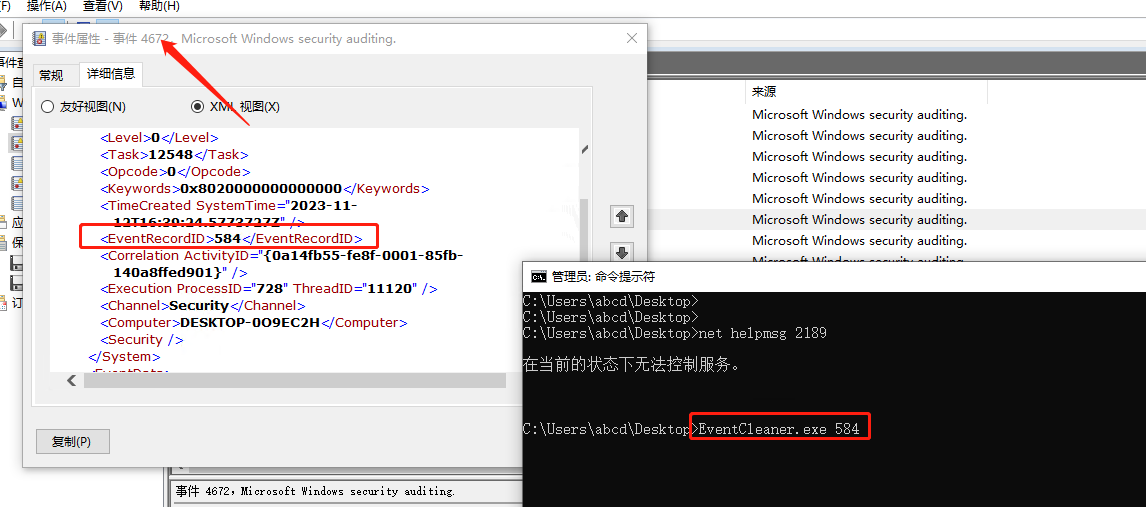 (F) 操作(A) 查看(V) 帮助(H)
事件属性 - 事件 4672, Microsoft Windows security auditing.
常规 详细信息
友好视图(N) XML 视图(X)
<Level>0</Level>
<Task>12548</Task>
<Opcode>0</Opcode>
<Keywords>0x8020000000000000</Keywords>
<TimeCreated SystemTime="2023-11-
12T16:39:24.5773727Z" />
<EventRecordID>584</EventRecordID>
<Correlation ActivityID="{0a14fb55-fe8f-0001-85fb-
140a8ffed901}" />
<Execution ProcessID="728" ThreadID="11120" />
<Channel>Security</Channel>
<Computer>DESKTOP-0O9EC2H</Computer>
<Security />
</System>
复制(P)
事件 4672，Microsoft Windows security auditing.
来源
Microsoft Windows security auditing.
Microsoft Windows security auditing.
Microsoft Windows security auditing.
Microsoft Windows security auditing.
Microsoft Windows security auditing.
Microsoft Windows security auditing.
Microsoft Windows security auditing.
Microsoft Windows security auditing.
管理员: 命令提示符
C:\Users\abcd\Desktop>
C:\Users\abcd\Desktop>
C:\Users\abcd\Desktop>net helpmsg 2189
在当前的状态下无法控制服务。
C:\Users\abcd\Desktop>EventCleaner.exe 584